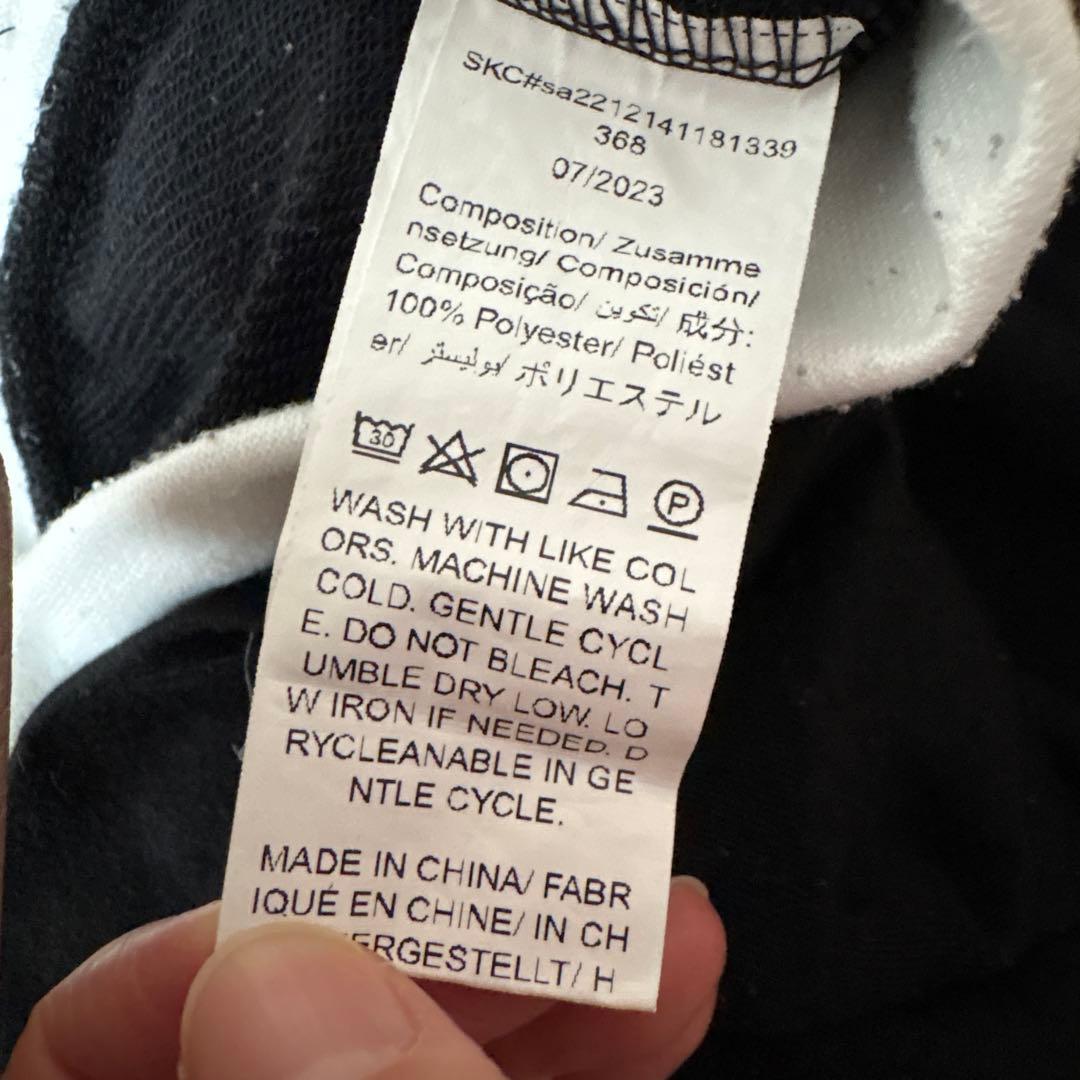 SKC#sa2212141181339
368
07/2023
Composition/ Zusamme
nsetzung/ Composición/
Composição/ تكوين/ 成分:
100% Polyester/ Poliést
er/ بوليستر/ ポリエステル
30
P
WASH WITH LIKE COL
ORS. MACHINE WASH
COLD. GENTLE CYCL
E. DO NOT BLEACH. T
UMBLE DRY LOW. LO
W IRON IF NEEDED. D
RYCLEANABLE IN GE
NTLE CYCLE.
MADE IN CHINA/ FABR
IQUÉ EN CHINE/ IN CH
ERGESTELLT/ H